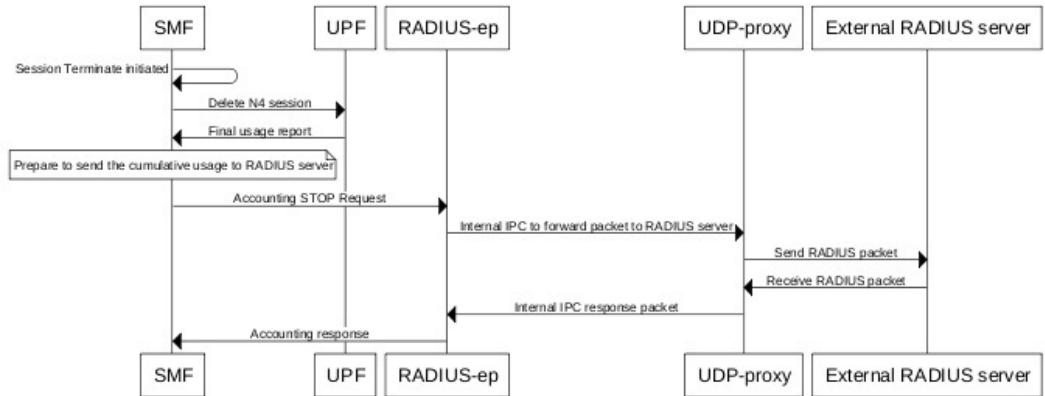 SMF UPF RADIUS-ep UDP-proxy External RADIUS server
Session Terminate initiated
Delete N4 session
Final usage report
Prepare to send the cumulative usage to RADIUS server
Accounting STOP Request
Internal IPC to forward packet to RADIUS server
Send RADIUS packet
Receive RADIUS packet
Internal IPC response packet
Accounting response
SMF UPF RADIUS-ep UDP-proxy External RADIUS server